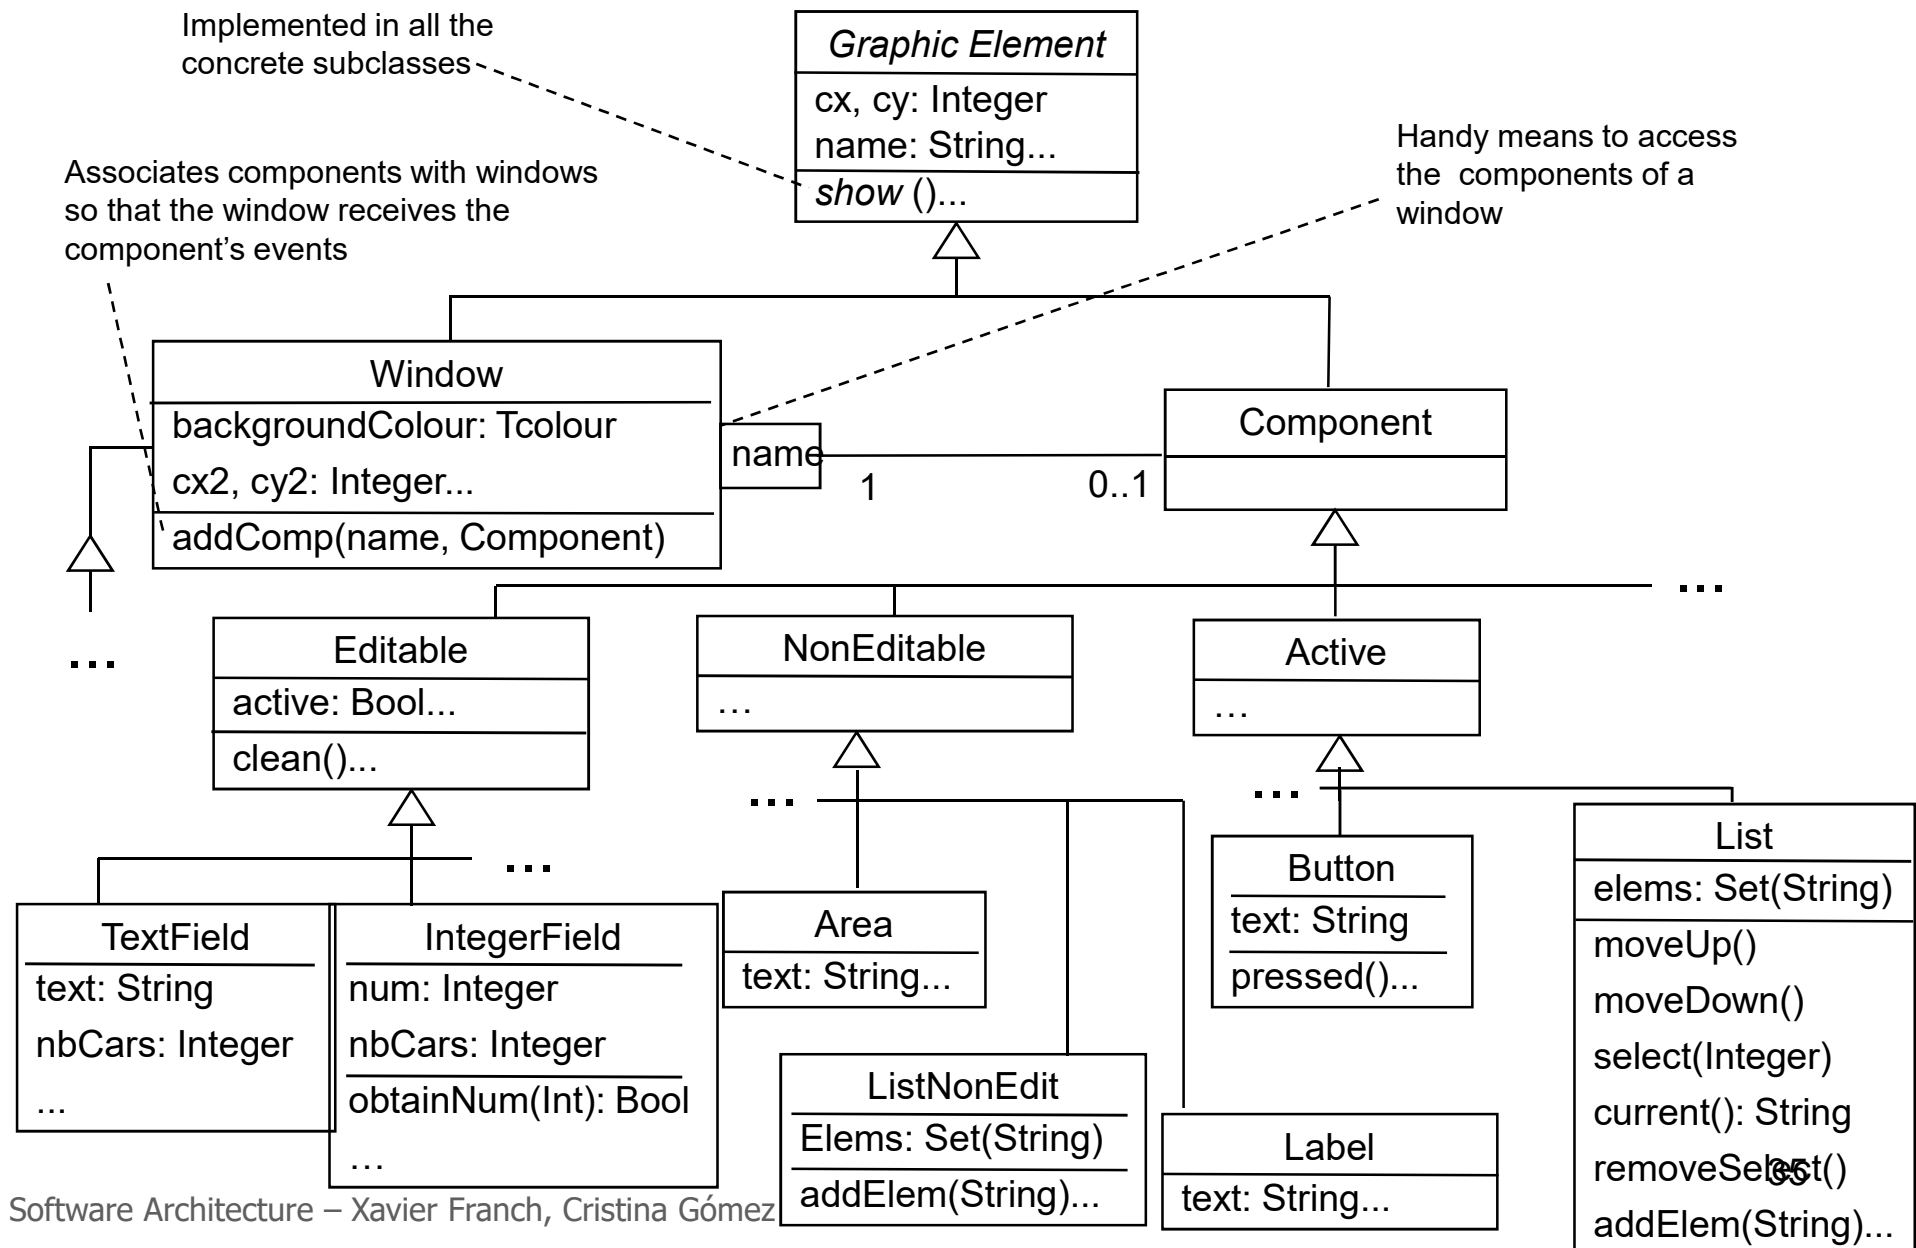 Implemented in all the
concrete subclasses
Graphic Element
cx, cy: Integer
name: String...
show ()...
Handy means to access
the  components of a
window
Associates components with windows
so that the window receives the
component’s events
Window
backgroundColour: Tcolour
cx2, cy2: Integer...
addComp(name, Component)
name
1
0..1
Component
...
...
Editable
active: Bool...
clean()...
NonEditable
...
Active
...
...
...
...
TextField
text: String
nbCars: Integer
...
IntegerField
num: Integer
nbCars: Integer
obtainNum(Int): Bool
...
Area
text: String...
ListNonEdit
Elems: Set(String)
addElem(String)...
Label
text: String...
Button
text: String
pressed()...
List
elems: Set(String)
moveUp()
moveDown()
select(Integer)
current(): String
removeSelect()
addElem(String)...
35
Software Architecture – Xavier Franch, Cristina Gómez